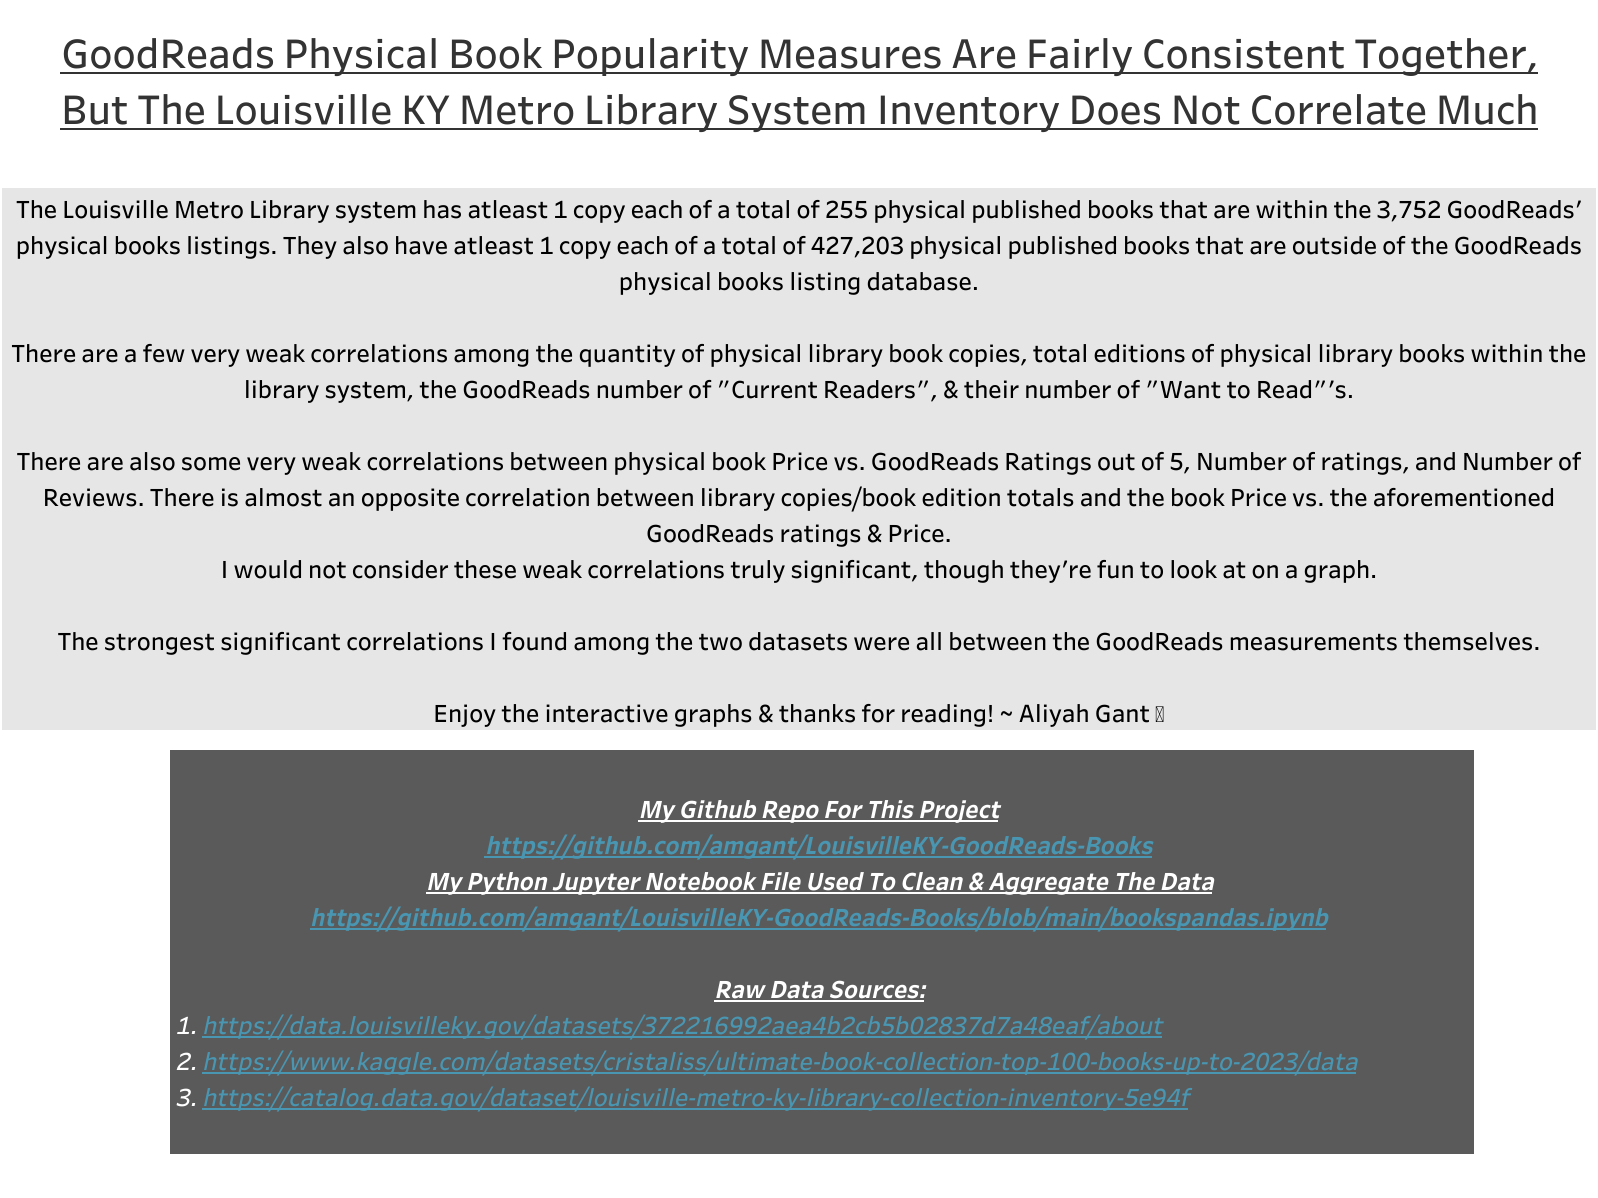 GoodReads Physical Book Popularity Measures Are Fairly Consistent Together,
But The Louisville KY Metro Library System Inventory Does Not Correlate Much
The Louisville Metro Library system has atleast 1 copy each of a total of 255 physical published books that are within the 3,752 GoodReads'
physical books listings. They also have atleast 1 copy each of a total of 427,203 physical published books that are outside of the GoodReads
physical books listing database.
There are a few very weak correlations among the quantity of physical library book copies, total editions of physical library books within the
library system, the GoodReads number of "Current Readers", & their number of "Want to Read"'s.
There are also some very weak correlations between physical book Price vs. GoodReads Ratings out of 5, Number of ratings, and Number of
Reviews. There is almost an opposite correlation between library copies/book edition totals and the book Price vs. the aforementioned
GoodReads ratings & Price.
I would not consider these weak correlations truly significant, though they're fun to look at on a graph.
The strongest significant correlations I found among the two datasets were all between the GoodReads measurements themselves.
Enjoy the interactive graphs & thanks for reading! ~ Aliyah Gant
My Github Repo For This Project
https://github.com/amgant/LouisvilleKY-GoodReads-Books
My Python Jupyter Notebook File Used To Clean & Aggregate The Data
https://github.com/amgant/LouisvilleKY-GoodReads-Books/blob/main/bookspandas.ipynb
Raw Data Sources:
1. https://data.louisvilleky.gov/datasets/372216992aea4b2cb5b02837d7a48eaf/about
2. https://www.kaggle.com/datasets/cristaliss/ultimate-book-collection-top-100-books-up-to-2023/data
3. https://catalog.data.gov/dataset/louisville-metro-ky-library-collection-inventory-5e94f